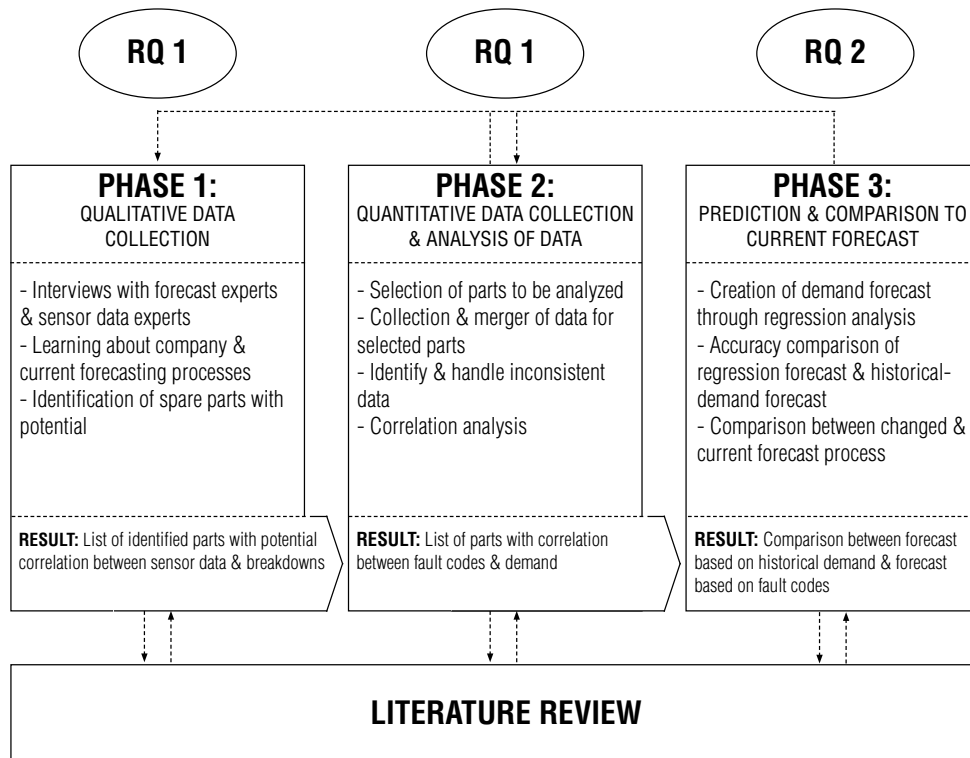 RQ 1
RQ 1
RQ 2
PHASE 1:
QUALITATIVE DATA
COLLECTION
- Interviews with forecast experts
& sensor data experts
- Learning about company &
current forecasting processes
- Identification of spare parts with
potential
RESULT: List of identified parts with potential
correlation between sensor data & breakdowns
PHASE 2:
QUANTITATIVE DATA COLLECTION
& ANALYSIS OF DATA
- Selection of parts to be analyzed
- Collection & merger of data for
selected parts
- Identify & handle inconsistent
data
- Correlation analysis
RESULT: List of parts with correlation
between fault codes & demand
PHASE 3:
PREDICTION & COMPARISON TO
CURRENT FORECAST
- Creation of demand forecast
through regression analysis
- Accuracy comparison of
regression forecast & historical-
demand forecast
- Comparison between changed &
current forecast process
RESULT: Comparison between forecast
based on historical demand & forecast
based on fault codes
LITERATURE REVIEW